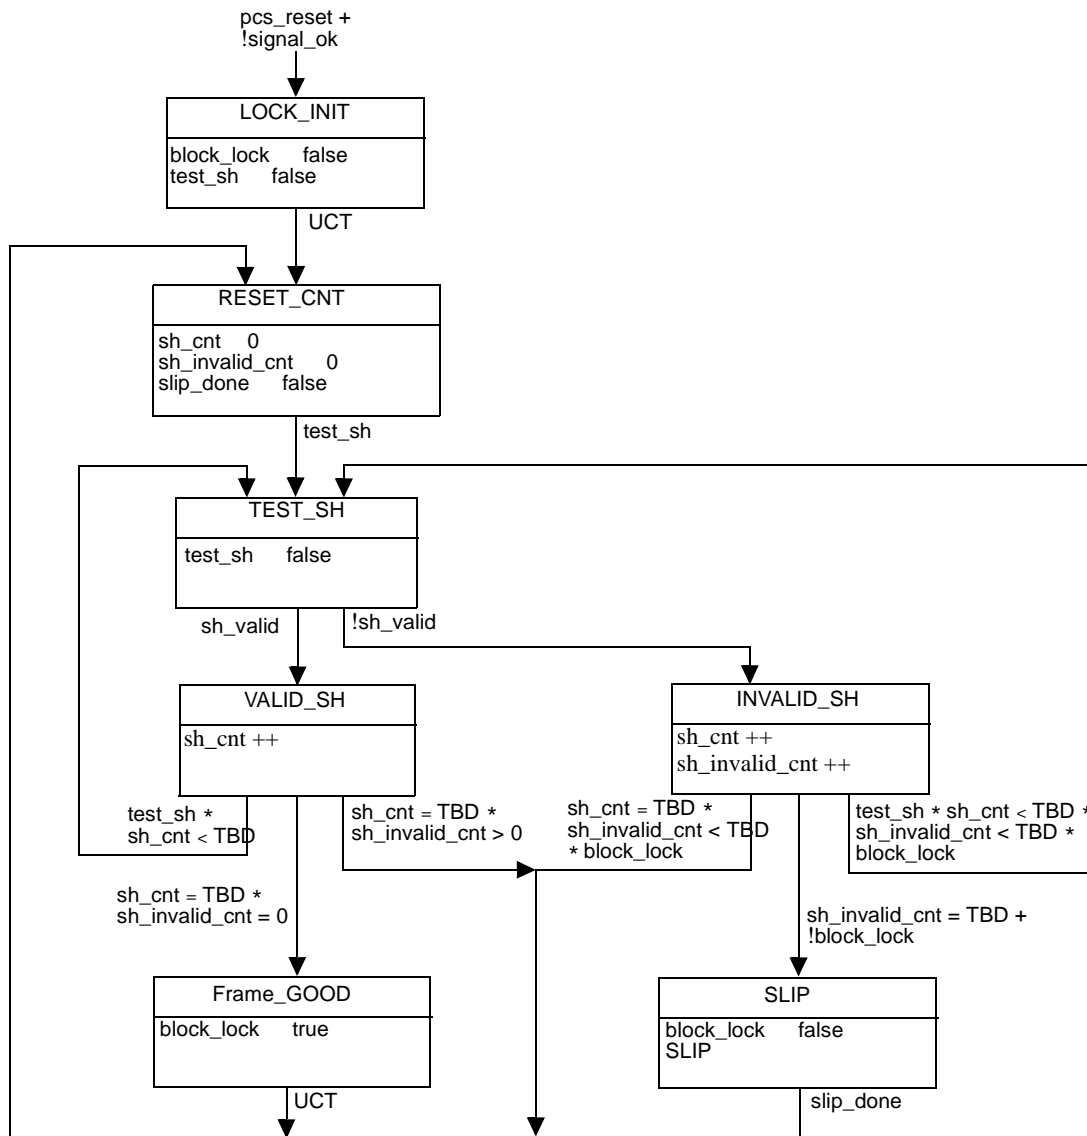 pcs_reset +
!signal_ok
LOCK_INIT
block_lock false
test_sh false
UCT
RESET_CNT
sh_cnt 0
sh_invalid_cnt 0
slip_done false
test_sh
TEST_SH
test_sh false
sh_valid
!sh_valid
VALID_SH
sh_cnt ++
INVALID_SH
sh_cnt ++
sh_invalid_cnt ++
test_sh *
sh_cnt < TBD
sh_cnt = TBD *
sh_invalid_cnt > 0
sh_cnt = TBD *
sh_invalid_cnt < TBD
* block_lock
test_sh * sh_cnt < TBD *
sh_invalid_cnt < TBD *
block_lock
sh_cnt = TBD *
sh_invalid_cnt = 0
sh_invalid_cnt = TBD +
!block_lock
Frame_GOOD
block_lock true
SLIP
block_lock false
SLIP
UCT
slip_done